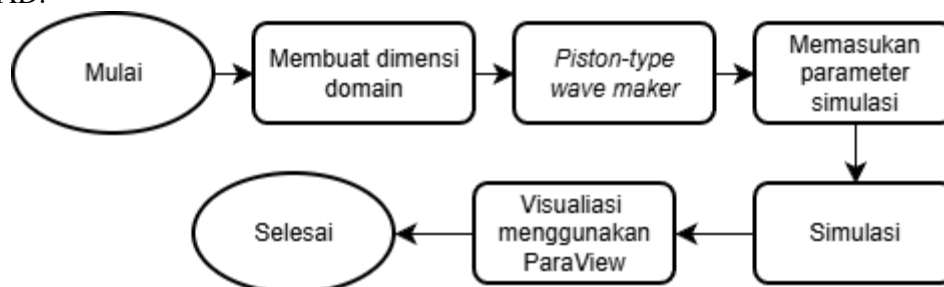 Mulai
Membuat dimensi
domain
Piston-type
wave maker
Memasukan
parameter
simulasi
Simulasi
Visualiasi
menggunakan
ParaView
Selesai